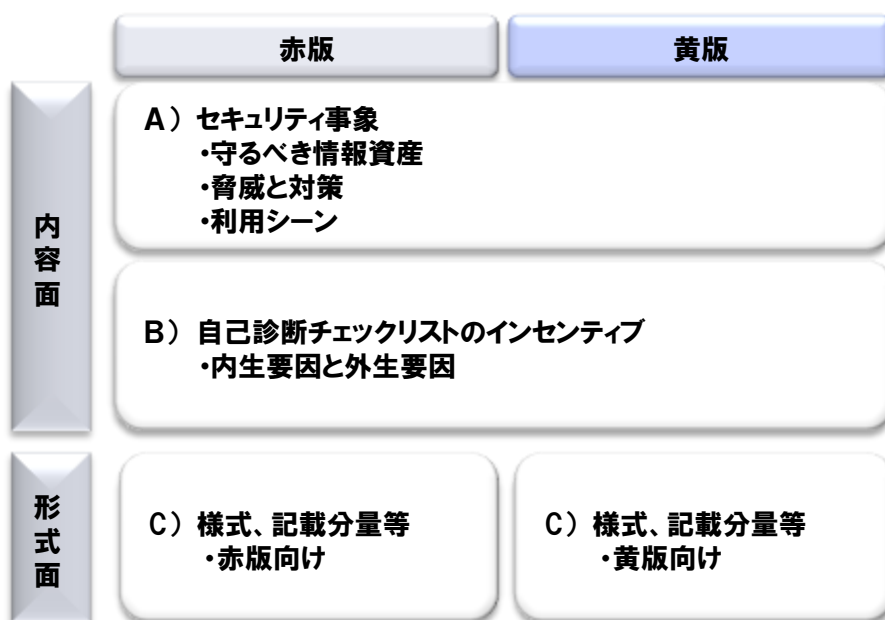 赤版
黄版
内容面
A）セキュリティ事象
・守るべき情報資産
・脅威と対策
・利用シーン
B）自己診断チェックリストのインセンティブ
・内生要因と外生要因
形式面
C）様式、記載分量等
・赤版向け
C）様式、記載分量等
・黄版向け